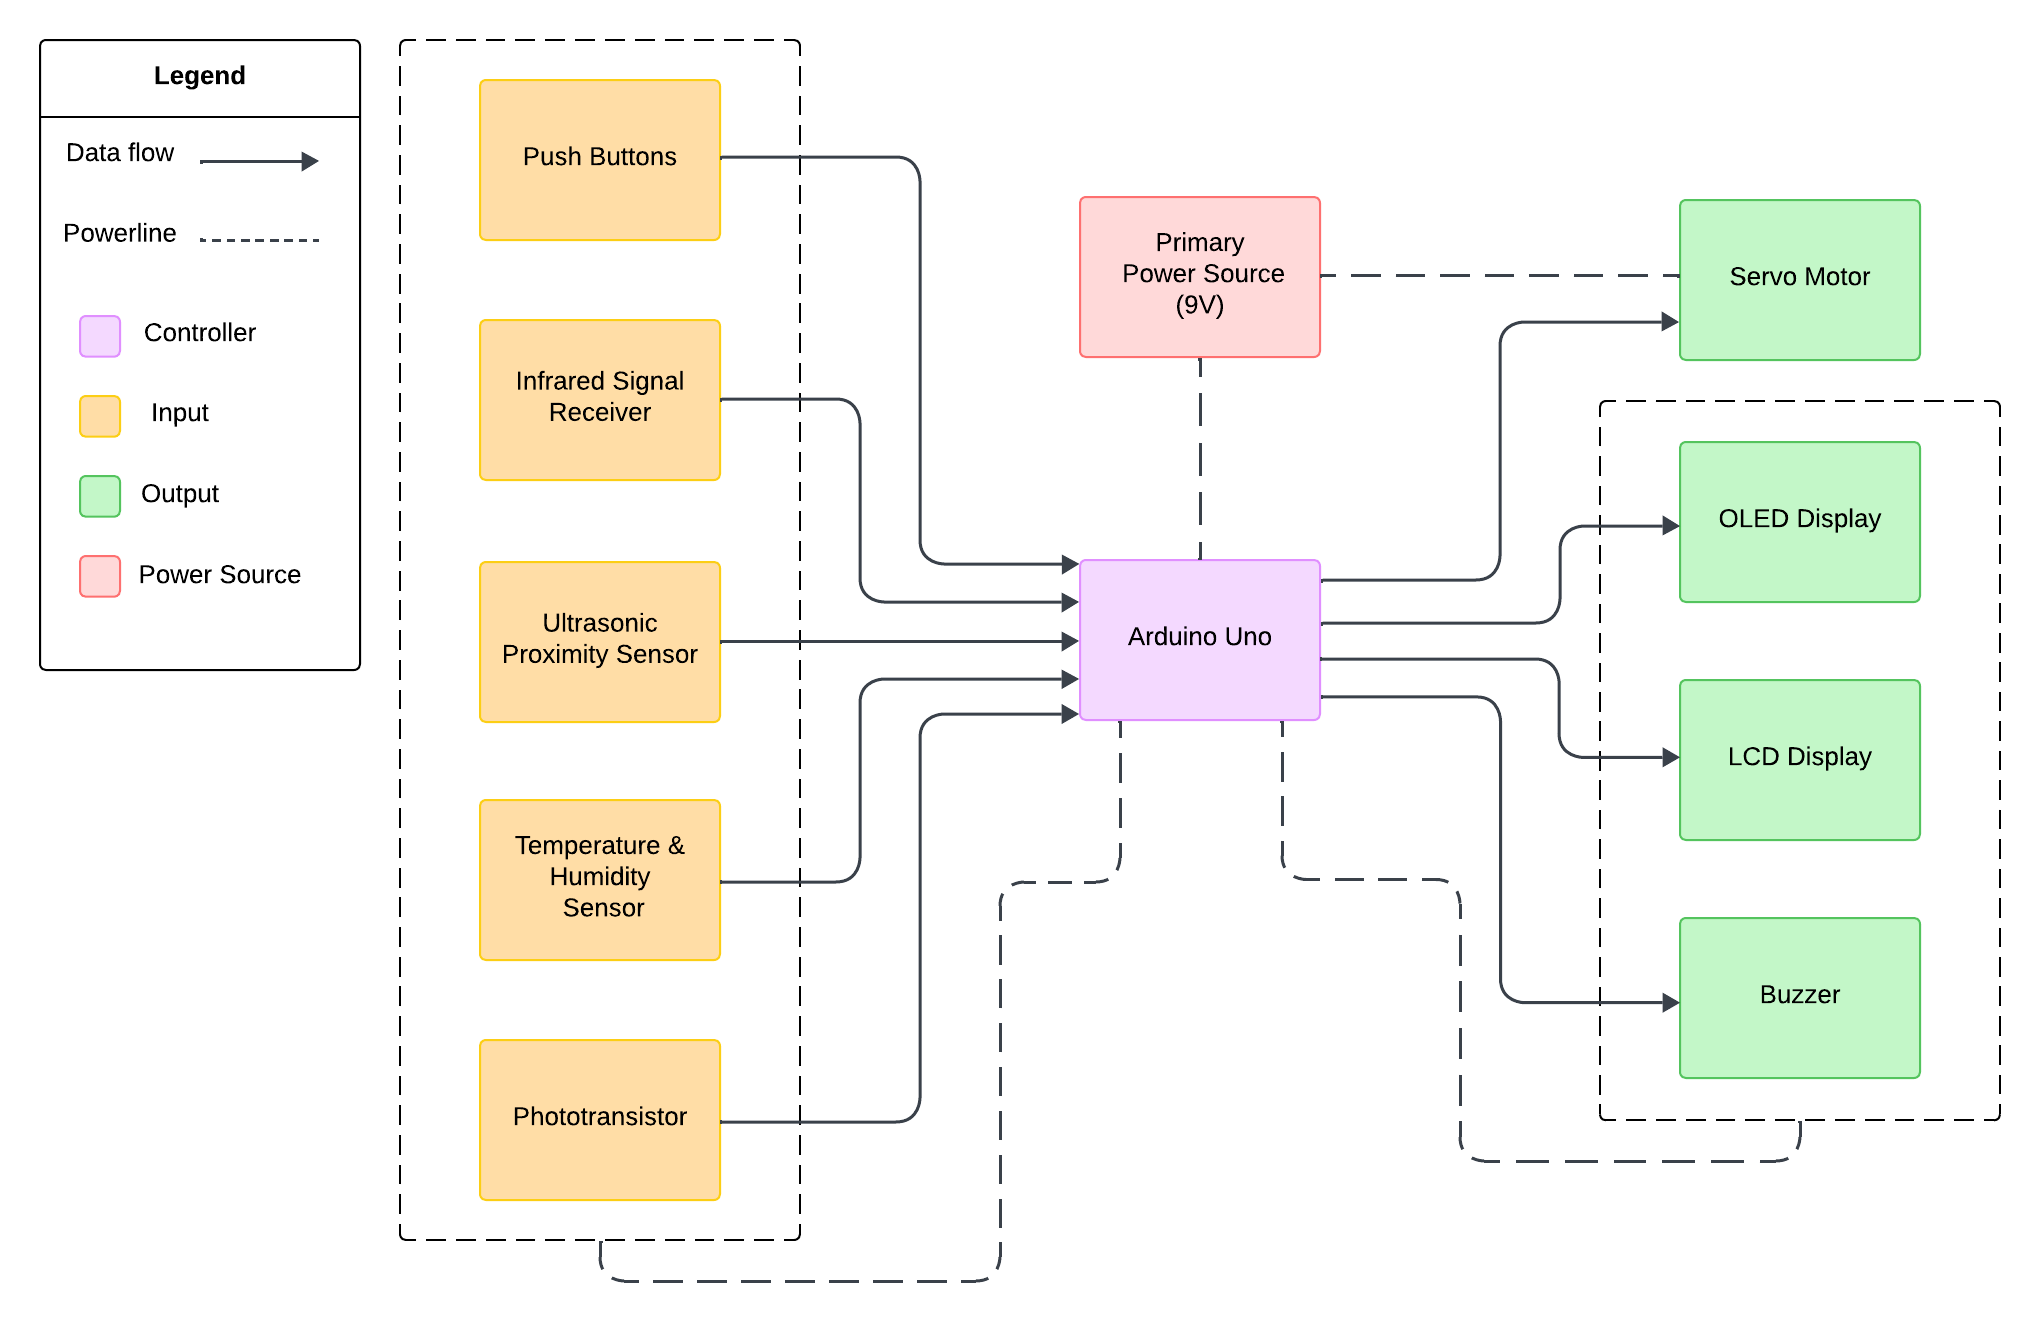 Legend
Data flow
Powerline
Controller
Input
Output
Power Source
Push Buttons
Infrared Signal
Receiver
Ultrasonic
Proximity Sensor
Temperature &
Humidity
Sensor
Phototransistor
Primary
Power Source
(9V)
Arduino Uno
Servo Motor
OLED Display
LCD Display
Buzzer